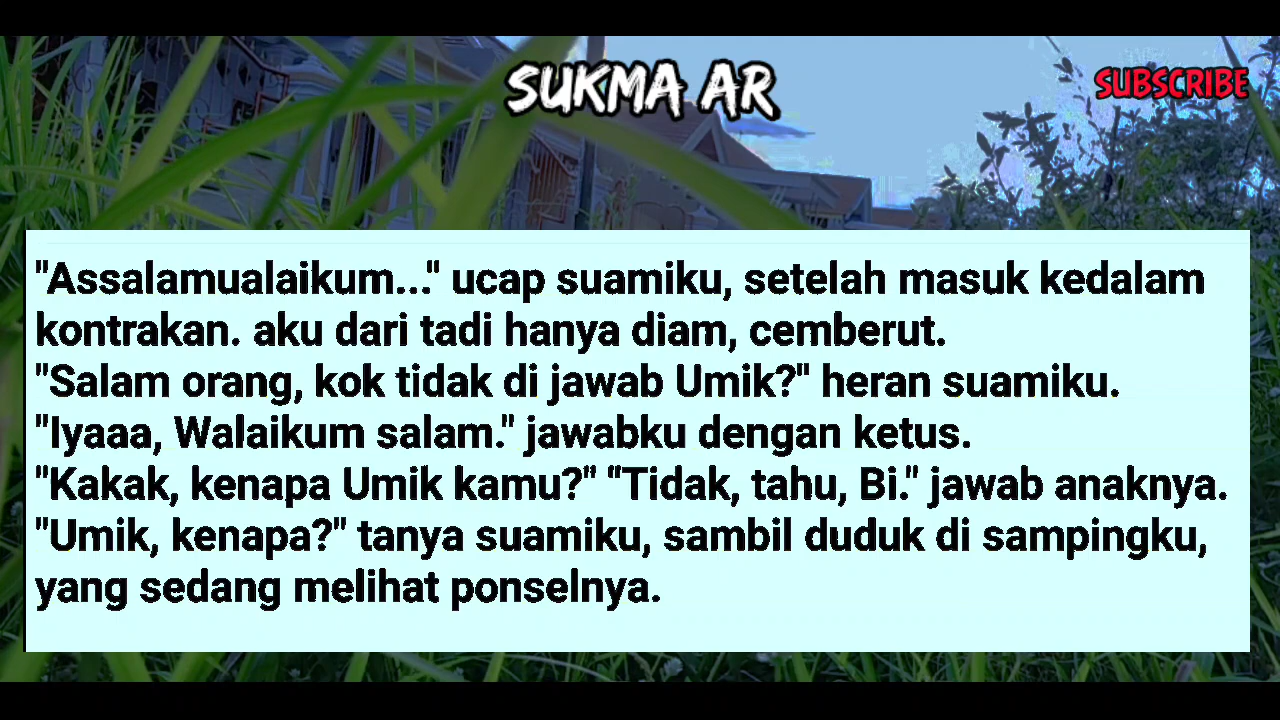 SUKMA AR
SUBSCRIBE
"Assalamualaikum..." ucap suamiku, setelah masuk kedalam
kontrakan. aku dari tadi hanya diam, cemberut.
"Salam orang, kok tidak di jawab Umik?" heran suamiku.
"Iyaaa, Walaikum salam." jawabku dengan ketus.
"Kakak, kenapa Umik kamu?" “Tidak, tahu, Bi." jawab anaknya.
"Umik, kenapa?" tanya suamiku, sambil duduk di sampingku,
yang sedang melihat ponselnya.